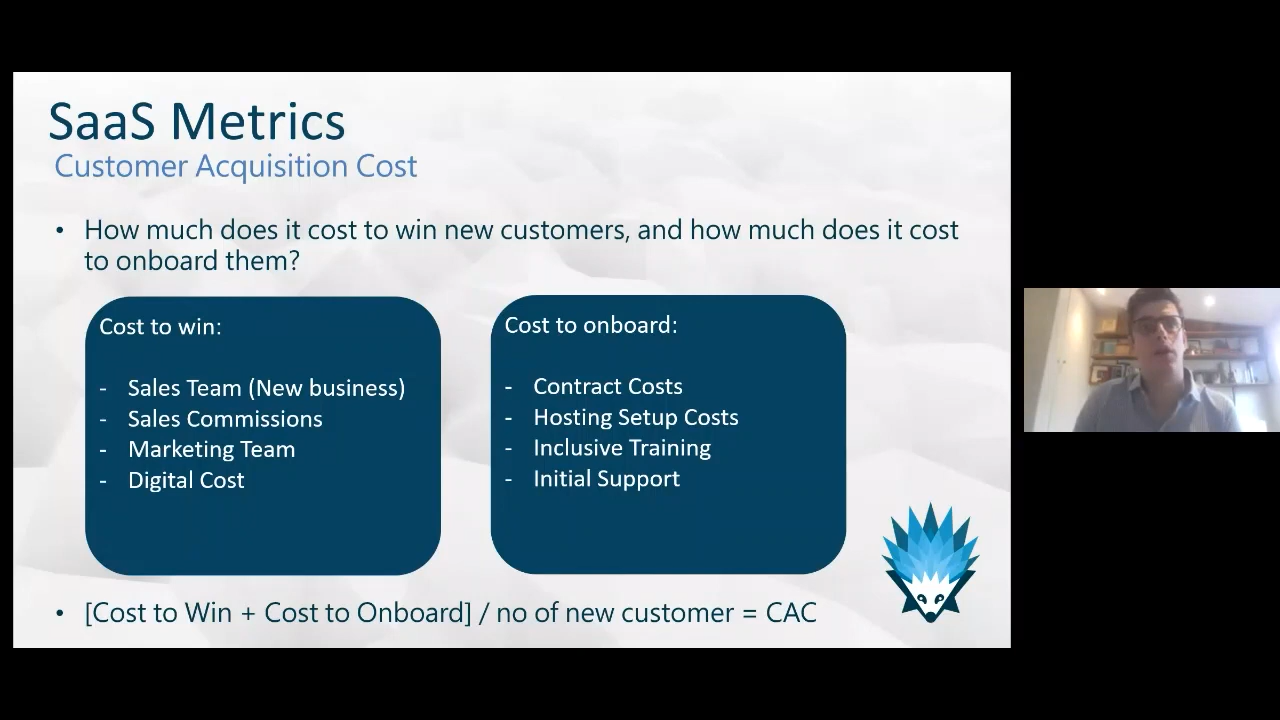 SaaS Metrics
Customer Acquisition Cost
• How much does it cost to win new customers, and how much does it cost
to onboard them?
Cost to win:
- Sales Team (New business)
- Sales Commissions
- Marketing Team
- Digital Cost
Cost to onboard:
- Contract Costs
- Hosting Setup Costs
- Inclusive Training
- Initial Support
• [Cost to Win + Cost to Onboard] / no of new customer = CAC